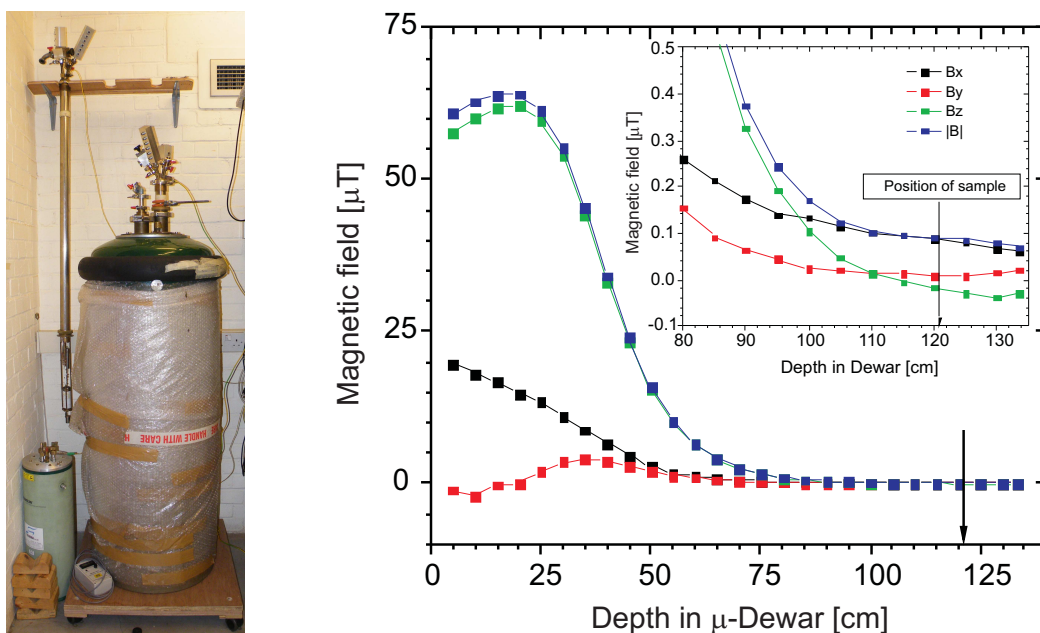 HANDLE WITH CARE
75
50
25
0
Magnetic field [µT]
0 25 50 75 100 125
Depth in µ-Dewar [cm]
0.5
0.4
0.3
0.2
0.1
0.0
-0.1
Magnetic field [µT]
80 90 100 110 120 130
Depth in Dewar [cm]
Bx
By
Bz
|B|
Position of sample